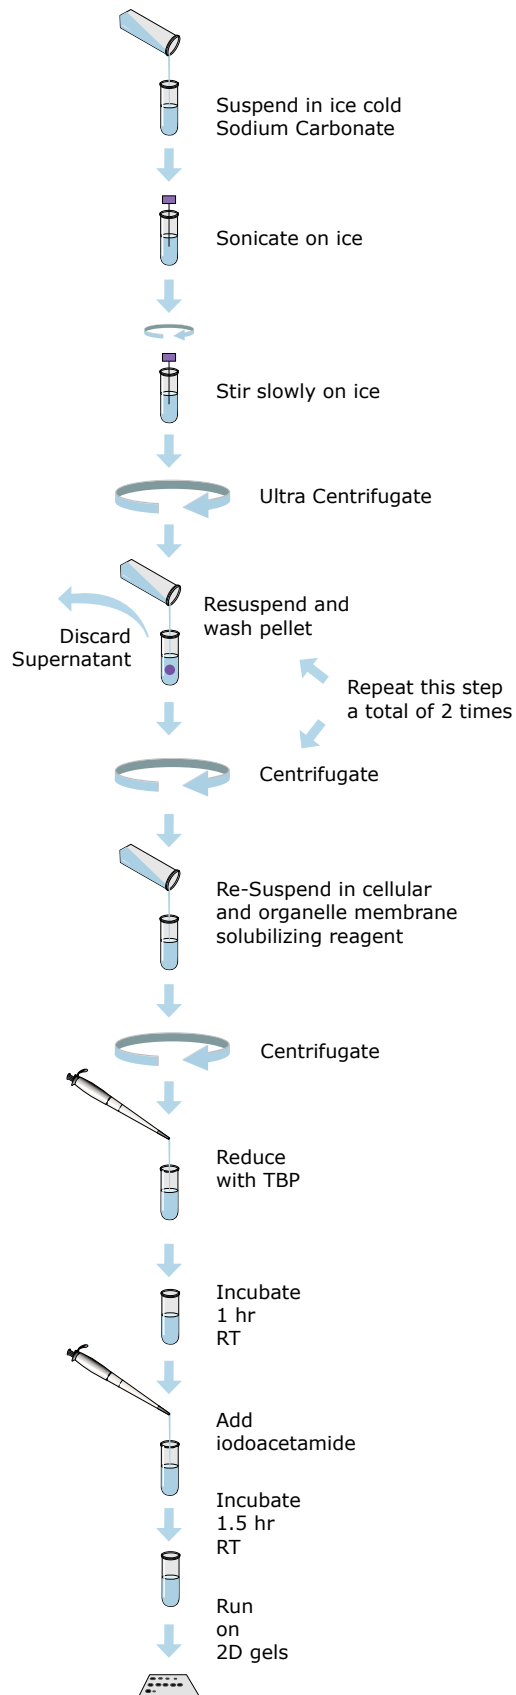 Suspend in ice cold
Sodium Carbonate
Sonicate on ice
Stir slowly on ice
Ultra Centrifugate
Resuspend and
wash pellet
Discard
Supernatant
Repeat this step
a total of 2 times
Centrifugate
Re-Suspend in cellular
and organelle membrane
solubilizing reagent
Centrifugate
Reduce
with TBP
Incubate
1 hr
RT
Add
iodoacetamide
Incubate
1.5 hr
RT
Run
on
2D gels